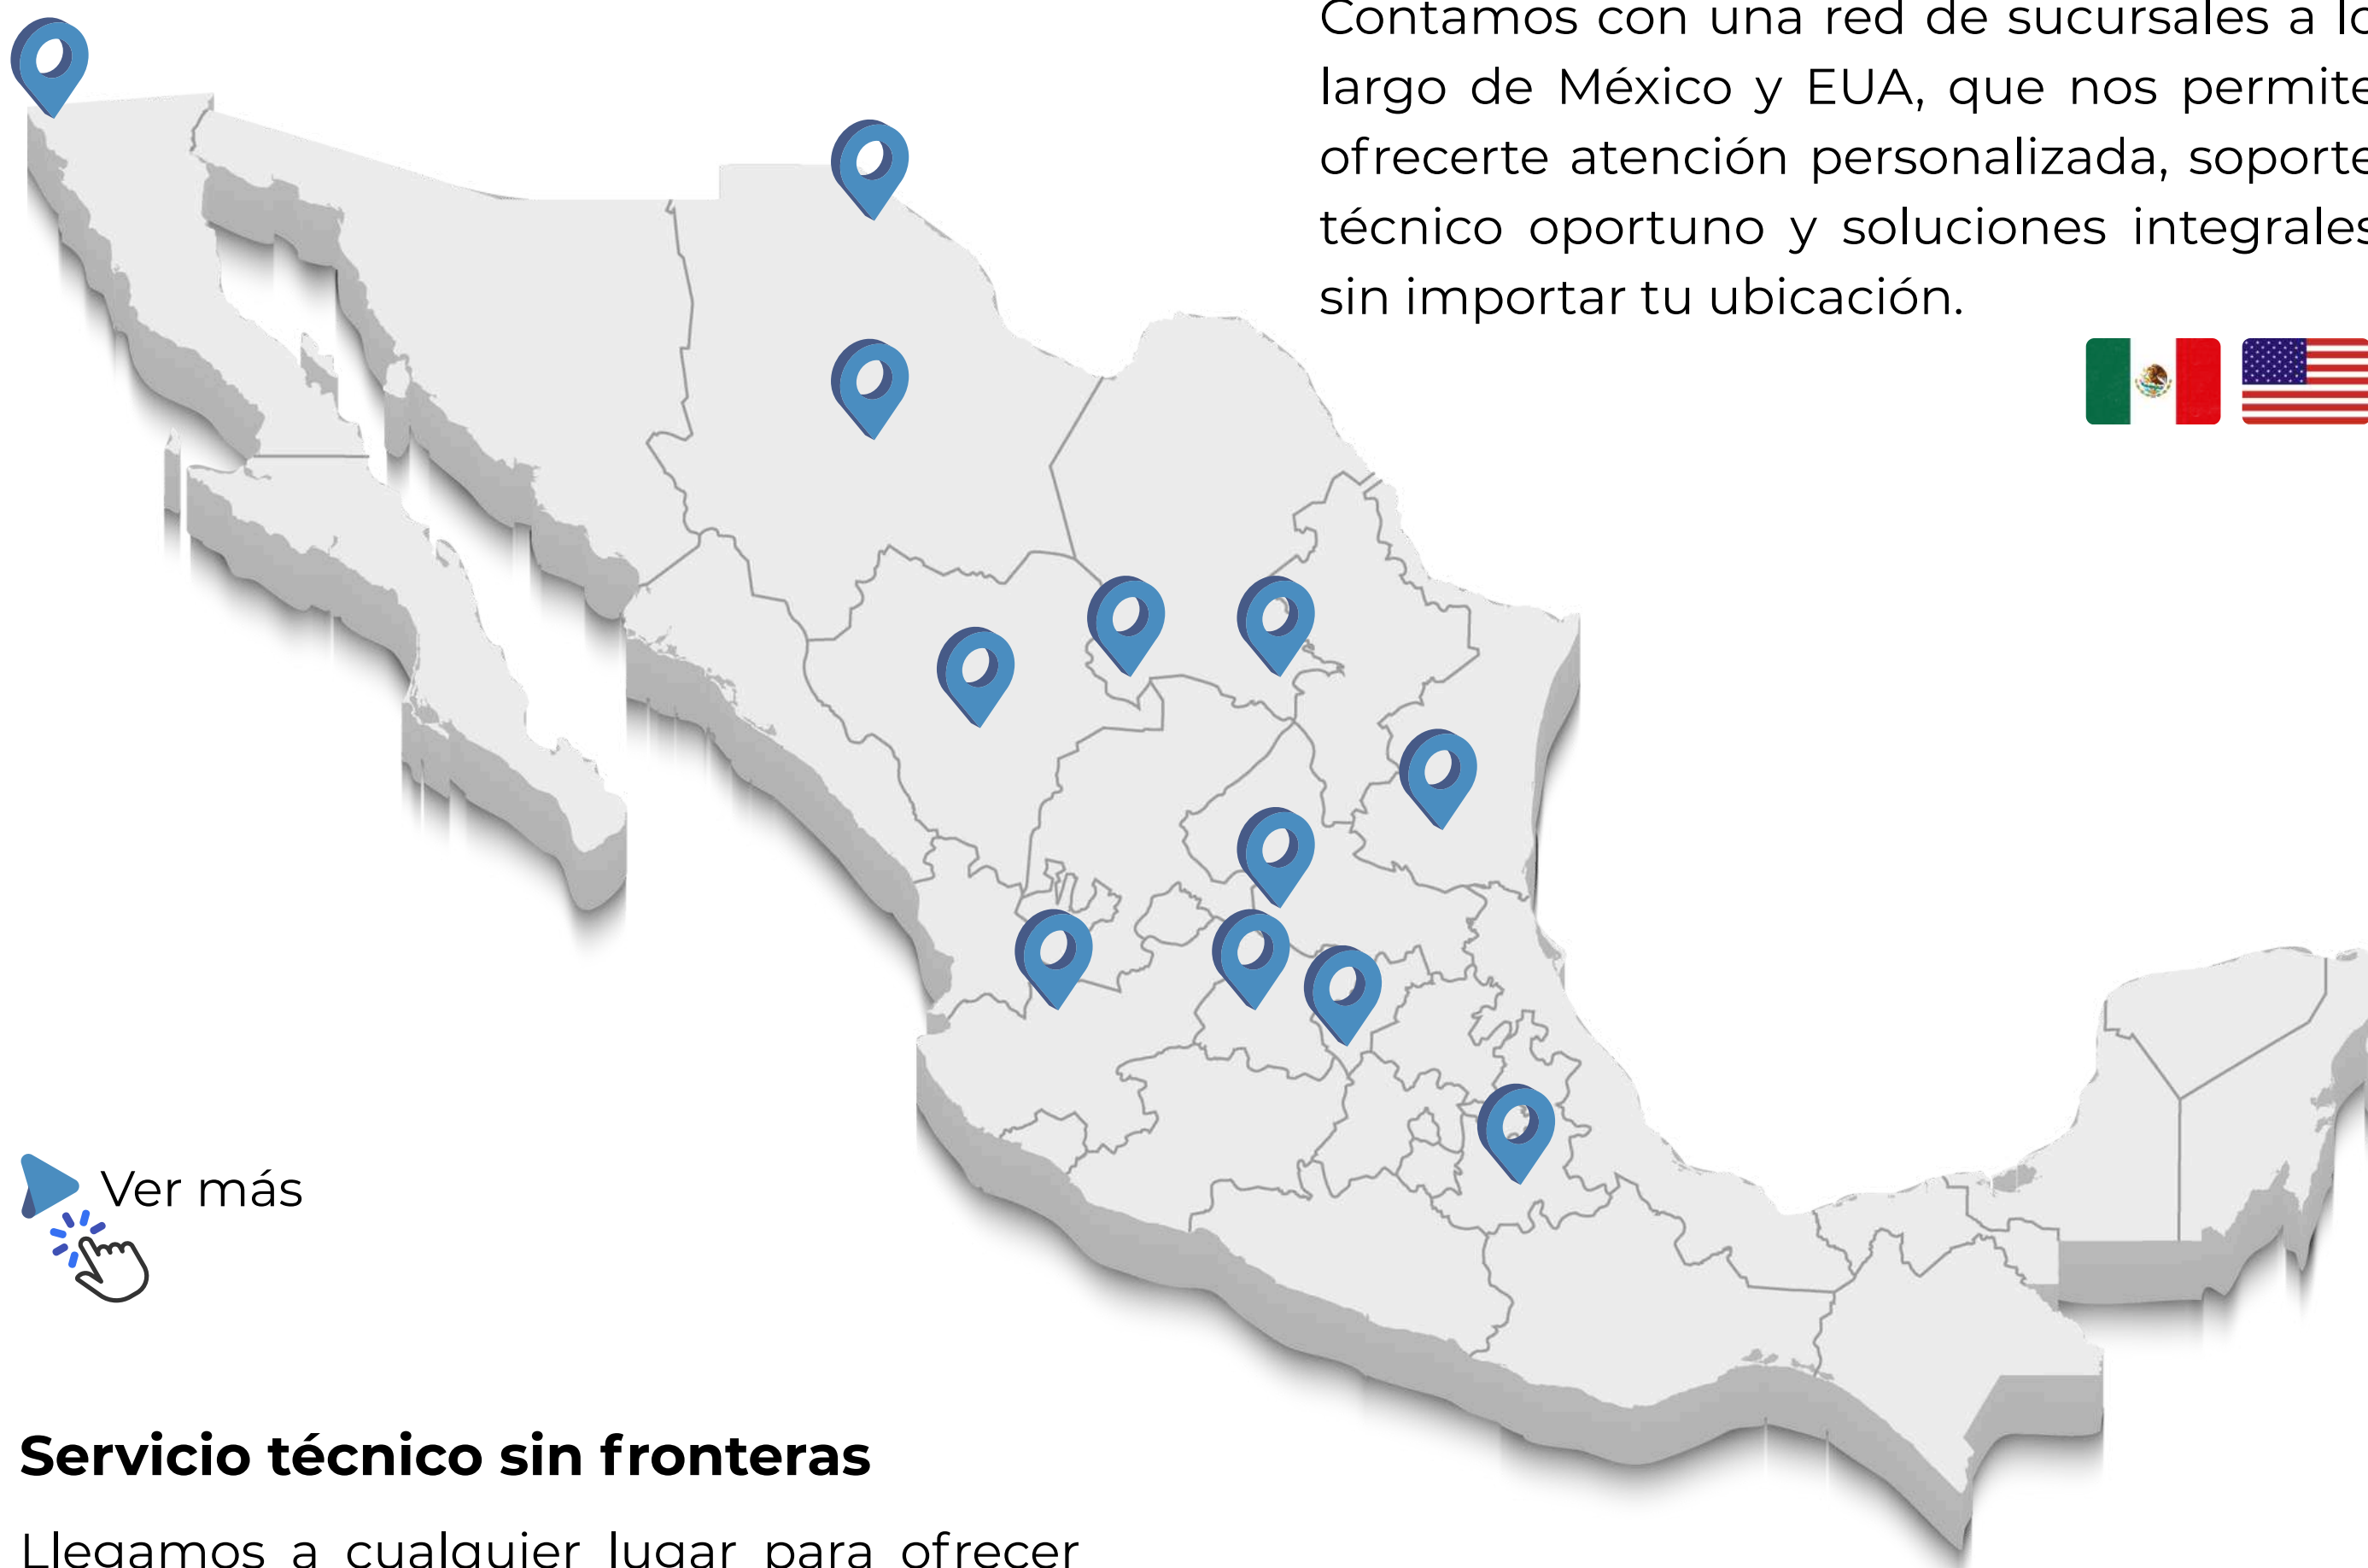 Contamos con una red de sucursales a lo
largo de México y EUA, que nos permite
ofrecerte atención personalizada, soporte
técnico oportuno y soluciones integrales
sin importar tu ubicación.
Ver más
Servicio técnico sin fronteras
Llegamos a cualquier lugar para ofrecer